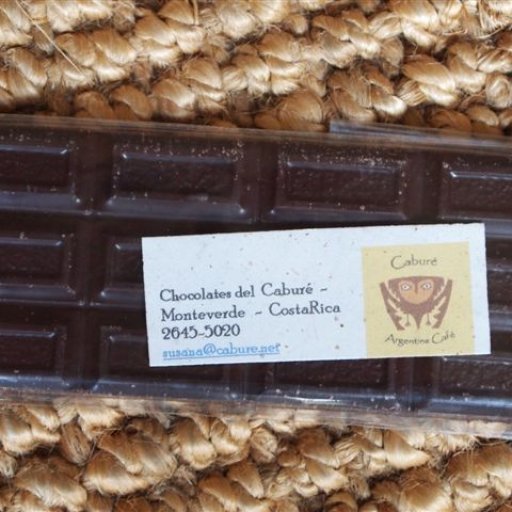 Chocolates del Caburé -
Monteverde - CostaRica
2645-5020
susana@cabure.net
Caburé
Argentine Café